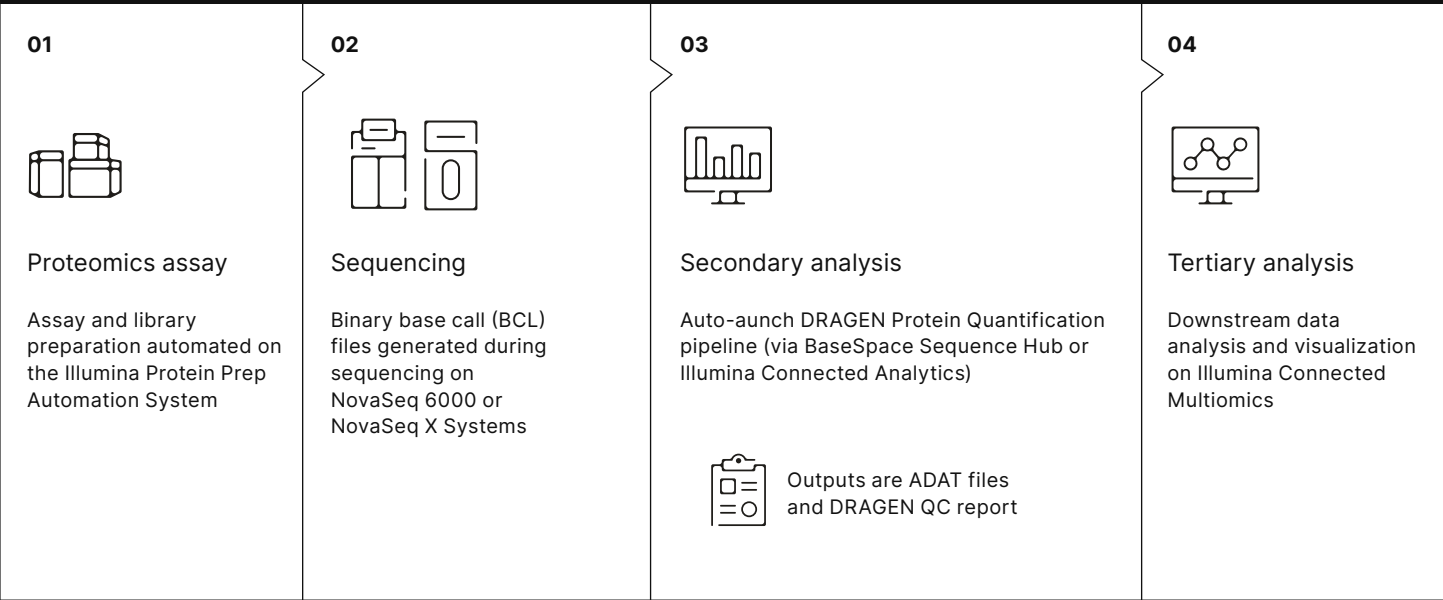 01
Proteomics assay
Assay and library
preparation automated on
the Illumina Protein Prep
Automation System
02
Sequencing
Binary base call (BCL)
files generated during
sequencing on
NovaSeq 6000 or
NovaSeq X Systems
03
Secondary analysis
Auto-aunch DRAGEN Protein Quantification
pipeline (via BaseSpace Sequence Hub or
Illumina Connected Analytics)
Outputs are ADAT files
and DRAGEN QC report
04
Tertiary analysis
Downstream data
analysis and visualization
on Illumina Connected
Multiomics